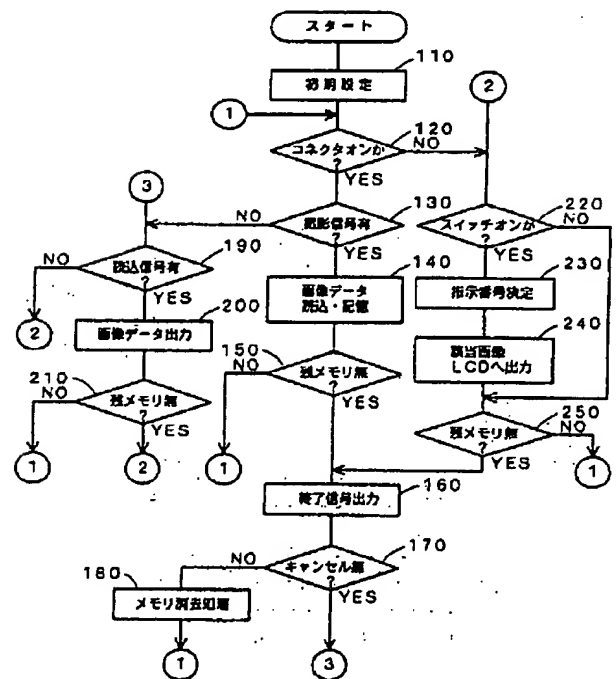 スタート
110
初期設定
1
2
120
コネクタオンか
?
NO
YES
3
130
撮影信号有
?
NO
YES
220
スイッチオンか
?
NO
YES
190
読込信号有
?
NO
YES
2
140
画像データ
読込・記憶
230
指示番号決定
200
画像データ出力
240
該当画像
LCDへ出力
210
残メモリ無
?
NO
YES
1
2
150
残メモリ無
?
NO
YES
1
250
残メモリ無
?
NO
YES
1
160
終了信号出力
170
キャンセル無
?
NO
YES
180
メモリ消去処理
1
3